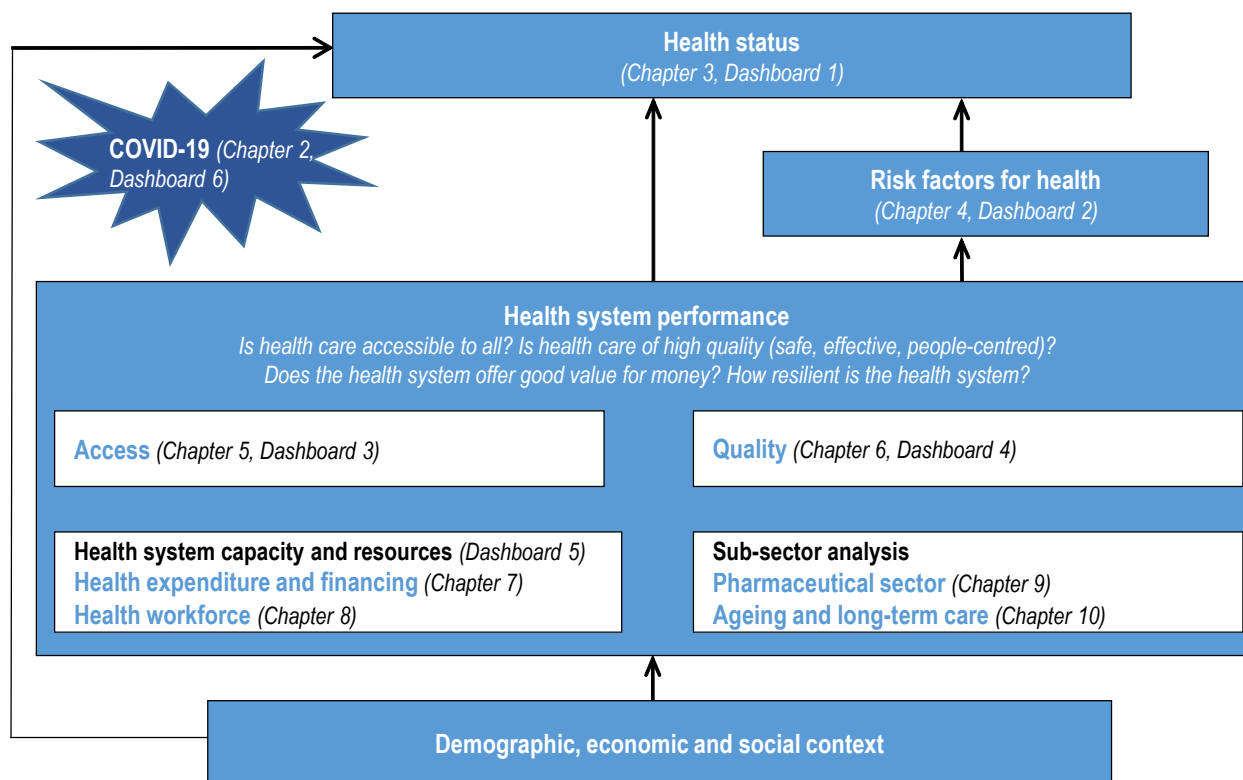 Health status
(Chapter 3, Dashboard 1)
COVID-19 (Chapter 2,
Dashboard 6)
Risk factors for health
(Chapter 4, Dashboard 2)
Health system performance
Is health care accessible to all? Is health care of high quality (safe, effective, people-centred)?
Does the health system offer good value for money? How resilient is the health system?
Access (Chapter 5, Dashboard 3)
Quality (Chapter 6, Dashboard 4)
Health system capacity and resources (Dashboard 5)
Health expenditure and financing (Chapter 7)
Health workforce (Chapter 8)
Sub-sector analysis
Pharmaceutical sector (Chapter 9)
Ageing and long-term care (Chapter 10)
Demographic, economic and social context